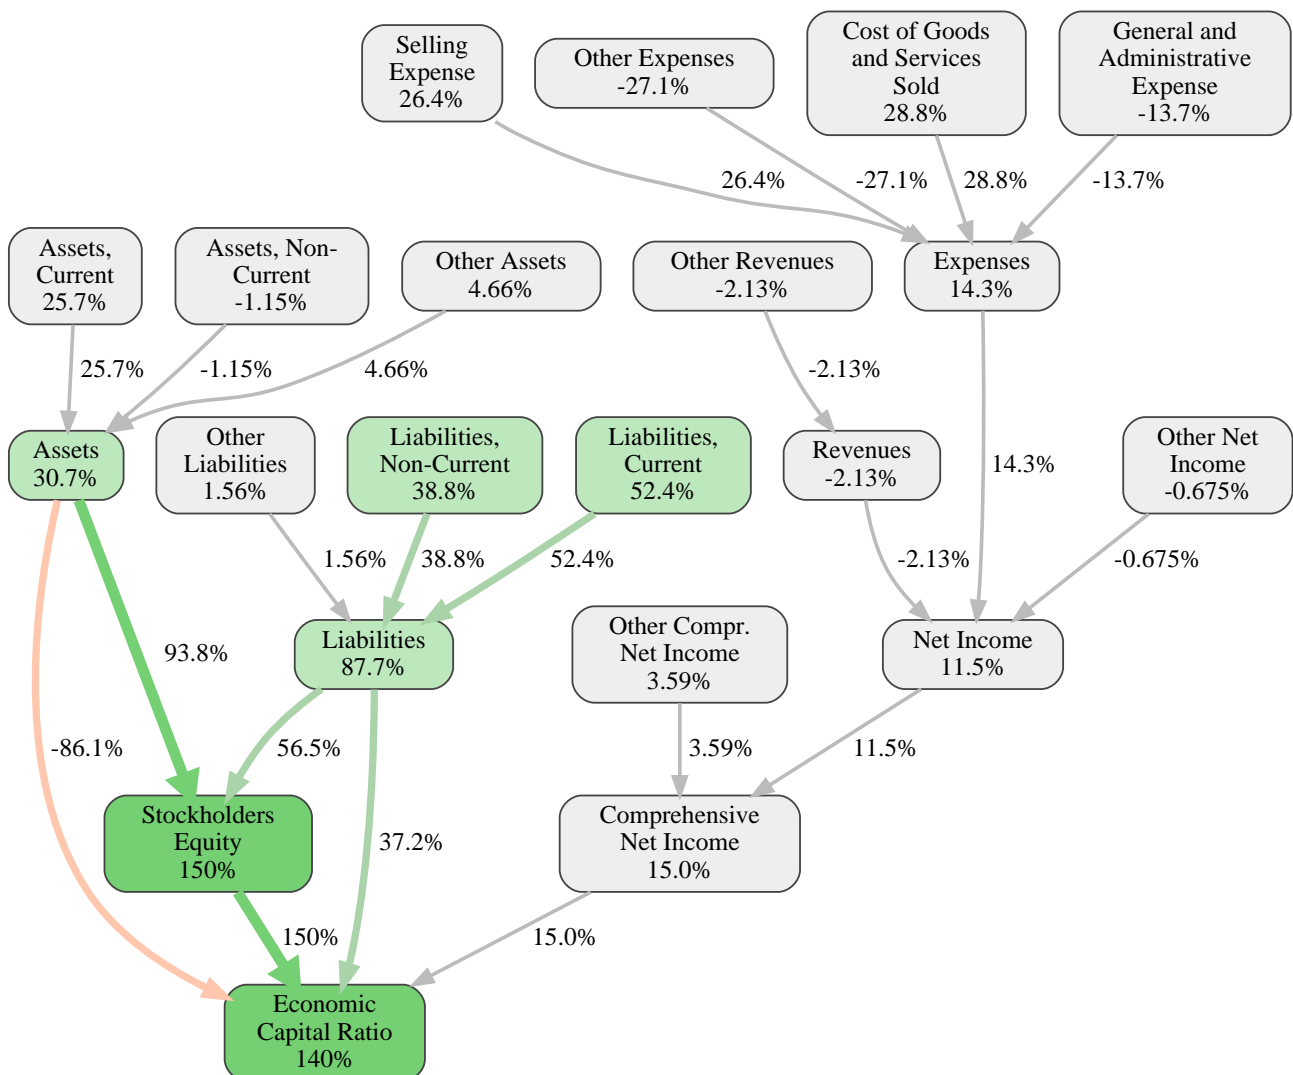 Selling
Expense
26.4%
Other Expenses
-27.1%
Cost of Goods
and Services
Sold
28.8%
General and
Administrative
Expense
-13.7%
26.4%
-27.1%
28.8%
-13.7%
Assets,
Current
25.7%
Assets, Non-
Current
-1.15%
Other Assets
4.66%
Other Revenues
-2.13%
Expenses
14.3%
25.7%
-1.15%
4.66%
-2.13%
Assets
30.7%
Other
Liabilities
1.56%
Liabilities,
Non-Current
38.8%
Liabilities,
Current
52.4%
Revenues
-2.13%
14.3%
Other Net
Income
-0.675%
1.56%
38.8%
52.4%
-2.13%
-0.675%
93.8%
Liabilities
87.7%
Other Compr.
Net Income
3.59%
Net Income
11.5%
-86.1%
56.5%
3.59%
11.5%
Stockholders
Equity
150%
37.2%
Comprehensive
Net Income
15.0%
150%
15.0%
Economic
Capital Ratio
140%